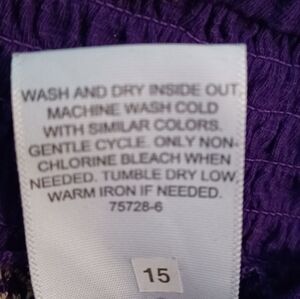 WASH AND DRY INSIDE OUT.
MACHINE WASH COLD
WITH SIMILAR COLORS.
GENTLE CYCLE. ONLY NON-
CHLORINE BLEACH WHEN
NEEDED. TUMBLE DRY LOW.
WARM IRON IF NEEDED.
75728-6
15